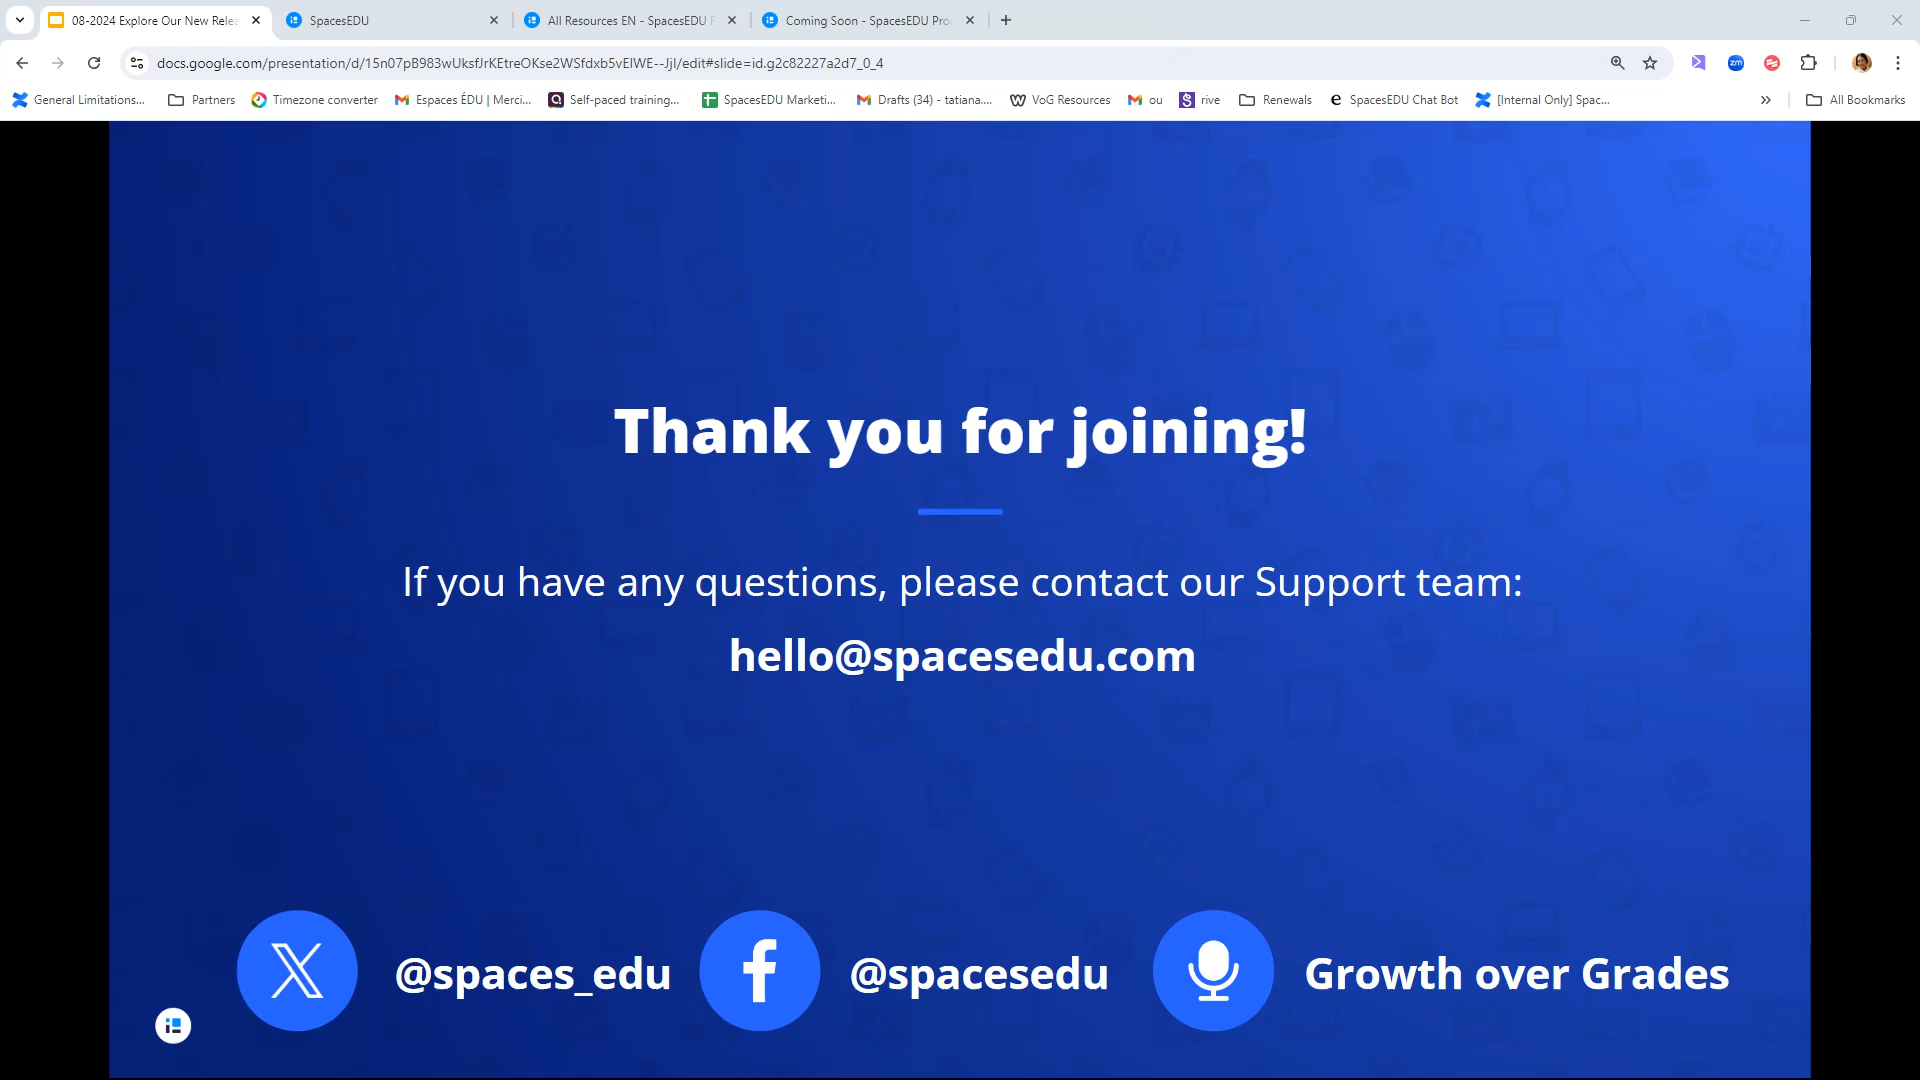 08-2024 Explore Our New Relea
SpacesEDU
All Resources EN - SpacesEDU R
Coming Soon - SpacesEDU Pro
docs.google.com/presentation/d/15n07pB983wUksfJrKEtreOKse2WSfdxb5vEIWE--JjI/edit#slide=id.g2c82227a2d7_0_4
General Limitations...
Partners
Timezone converter
Espaces ÉDU | Merci...
Self-paced training...
SpacesEDU Marketi...
Drafts (34) - tatiana....
VoG Resources
ou
rive
Renewals
SpacesEDU Chat Bot
[Internal Only] Spac...
All Bookmarks
Thank you for joining!
If you have any questions, please contact our Support team:
hello@spacesedu.com
@spaces_edu
@spacesedu
Growth over Grades